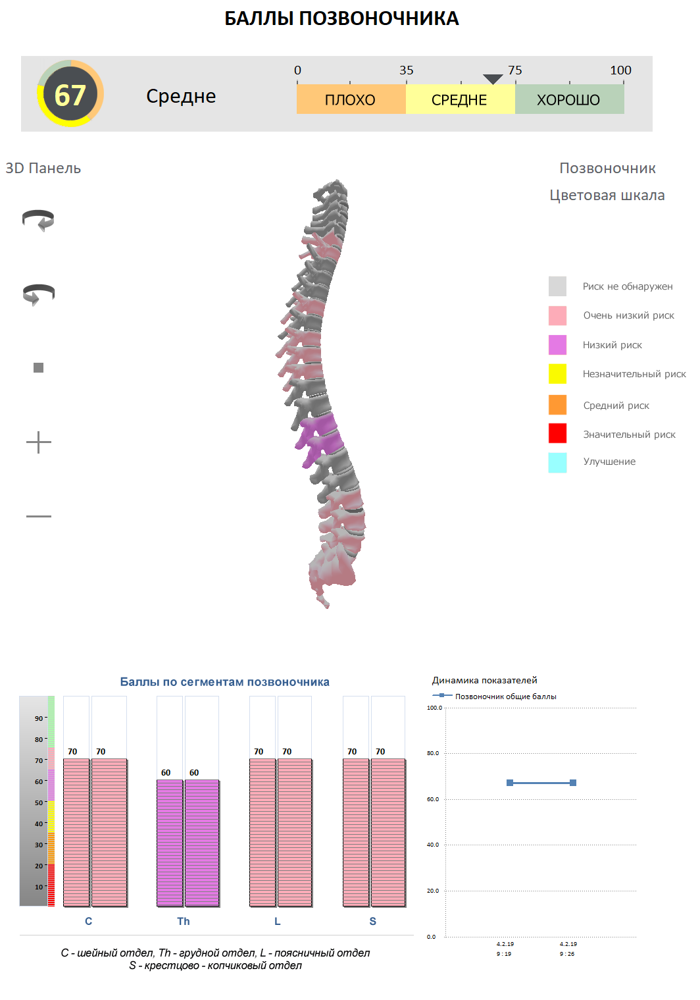 БАЛЛЫ ПОЗВОНОЧНИКА
67
Средне
0 35 75 100
ПЛОХО СРЕДНЕ ХОРОШО
3D Панель
Позвоночник
Цветовая шкала
Риск не обнаружен
Очень низкий риск
Низкий риск
Незначительный риск
Средний риск
Значительный риск
Улучшение
Баллы по сегментам позвоночника
90
80
70
60
50
40
30
20
10
70 70
60 60
70 70
70 70
C Th L S
C - шейный отдел, Th - грудной отдел, L - поясничный отдел
S - крестцово - копчиковый отдел
Динамика показателей
Позвоночник общие баллы
100.0
80.0
60.0
40.0
20.0
0.0
4.2.19 4.2.19
9 : 19 9 : 26